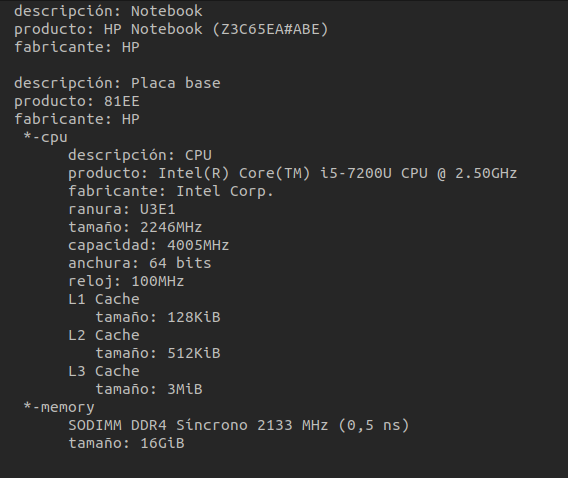 descripción: Notebook
producto: HP Notebook (Z3C65EA#ABE)
fabricante: HP

descripción: Placa base
producto: 81EE
fabricante: HP
*-cpu
descripción: CPU
producto: Intel(R) Core(TM) i5-7200U CPU @ 2.50GHz
fabricante: Intel Corp.
ranura: U3E1
tamaño: 2246MHz
capacidad: 4005MHz
anchura: 64 bits
reloj: 100MHz
L1 Cache
tamaño: 128KiB
L2 Cache
tamaño: 512KiB
L3 Cache
tamaño: 3MiB
*-memory
SODIMM DDR4 Síncrono 2133 MHz (0,5 ns)
tamaño: 16GiB